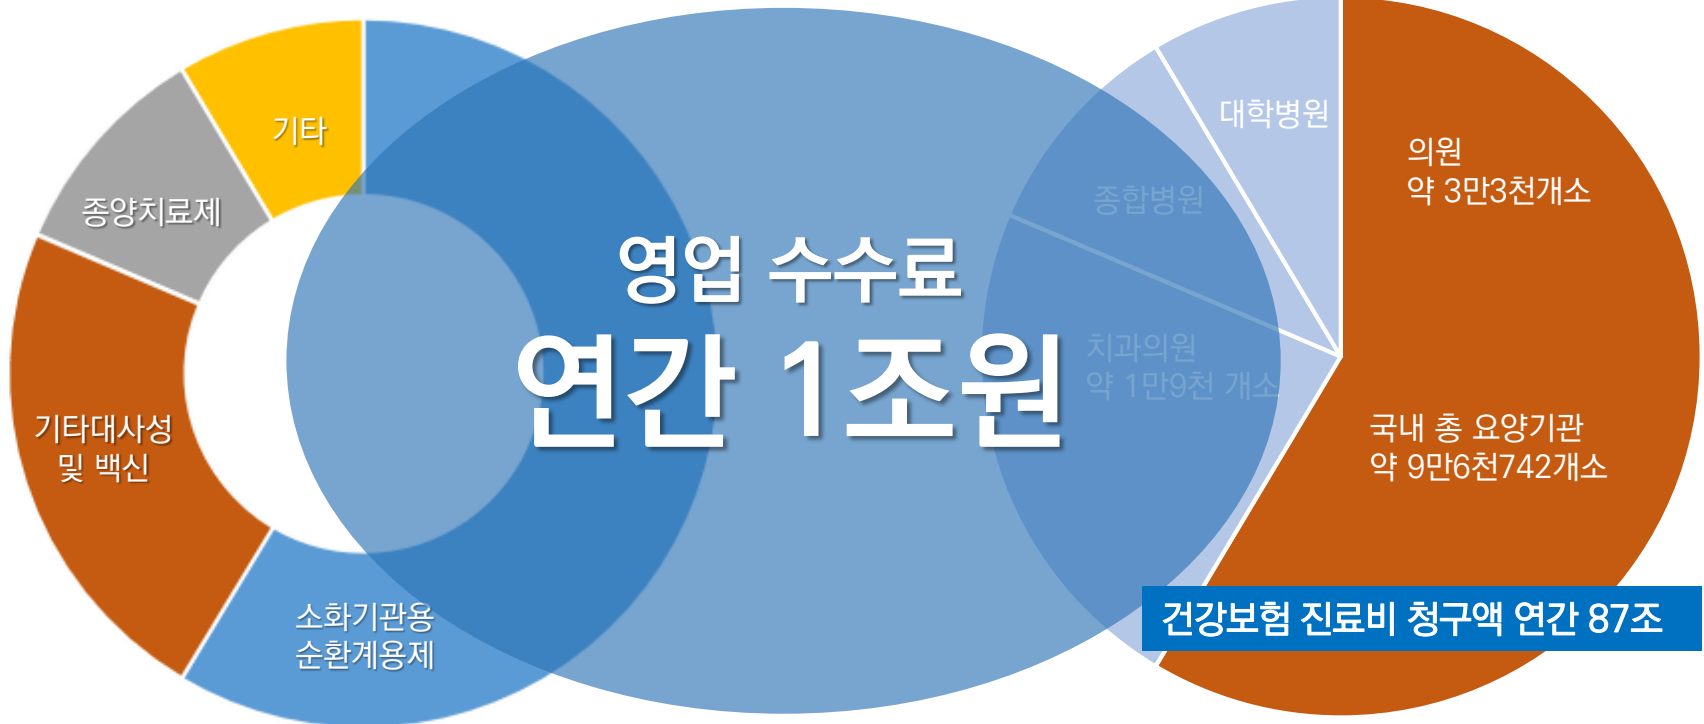 기타
종양치료제
기타대사성
및 백신
소화기관용
순환계용제
영업 수수료
연간 1조원
대학병원
종합병원
치과의원
약 1만9천 개소
의원
약 3만3천개소
국내 총 요양기관
약 9만6천742개소
건강보험 진료비 청구액 연간 87조